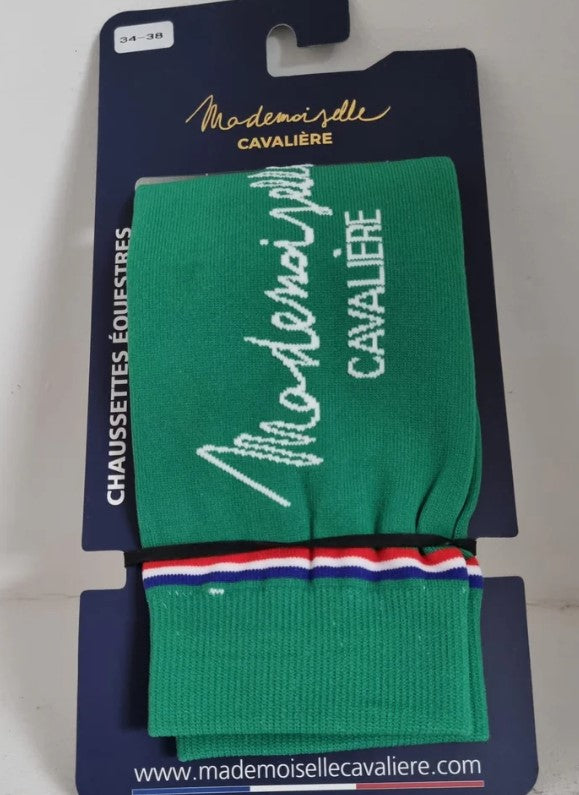 34-38
Mademoiselle
CAVALIÈRE
CHAUSSETTES ÉQUESTRES
Mademoiselle
CAVALIÈRE
www.mademoisellecavaliere.com